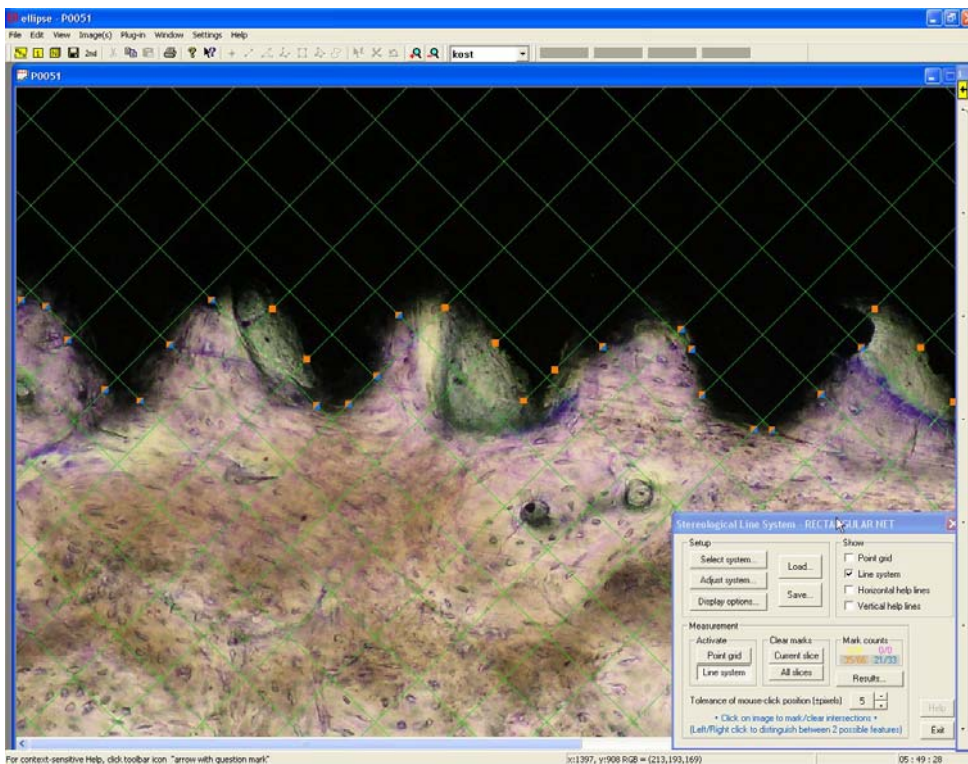 ellipse - P0051
File Edit View Image(s) Plug-in Window Settings Help
2nd kost
P0051
Stereological Line System - RECTANGULAR NET
Setup
Select system...
Adjust system...
Display options...
Load...
Save...
Show
Point grid
Line system
Horizontal help lines
Vertical help lines
Measurement
Activate
Point grid
Line system
Clear marks
Current slice
All slices
Mark counts
0/0
35/66 21/33
Results...
Tolerance of mouse-click position (±pixels) 5
• Click on image to mark/clear intersections •
(Left/Right click to distinguish between 2 possible features)
Help
Exit
For context-sensitive Help, click toolbar icon "arrow with question mark" x:1397, y:908 RGB = (213,193,169) 05 : 49 : 28